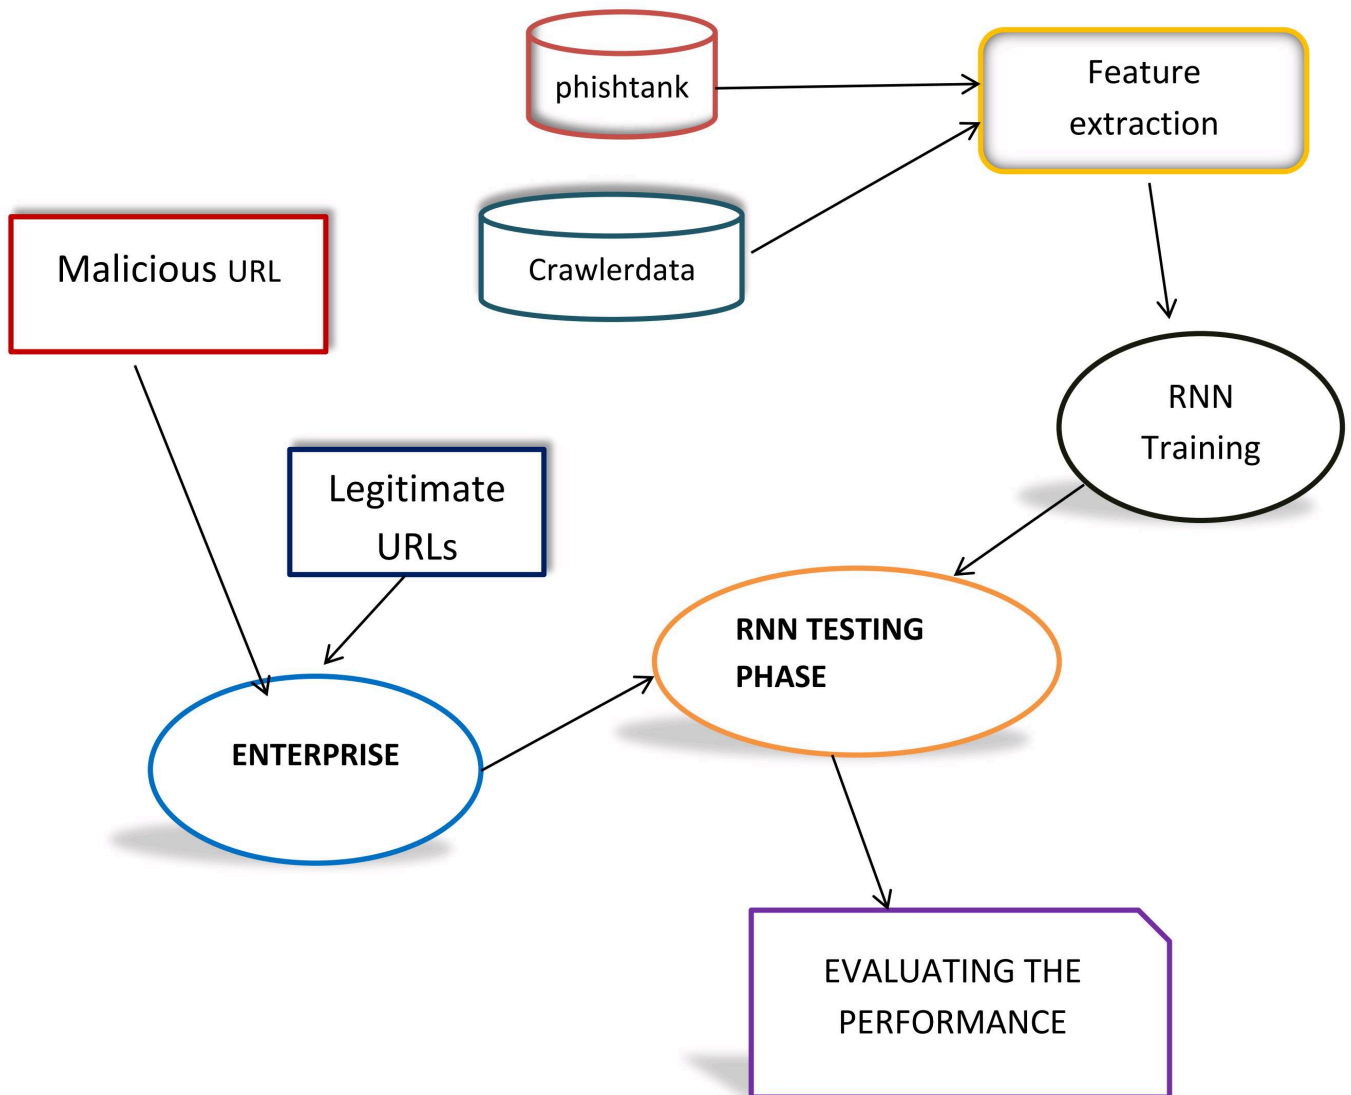 phishtank
Feature
extraction
Crawlerdata
Malicious URL
RNN
Training
Legitimate
URLs
RNN TESTING
PHASE
ENTERPRISE
EVALUATING THE
PERFORMANCE